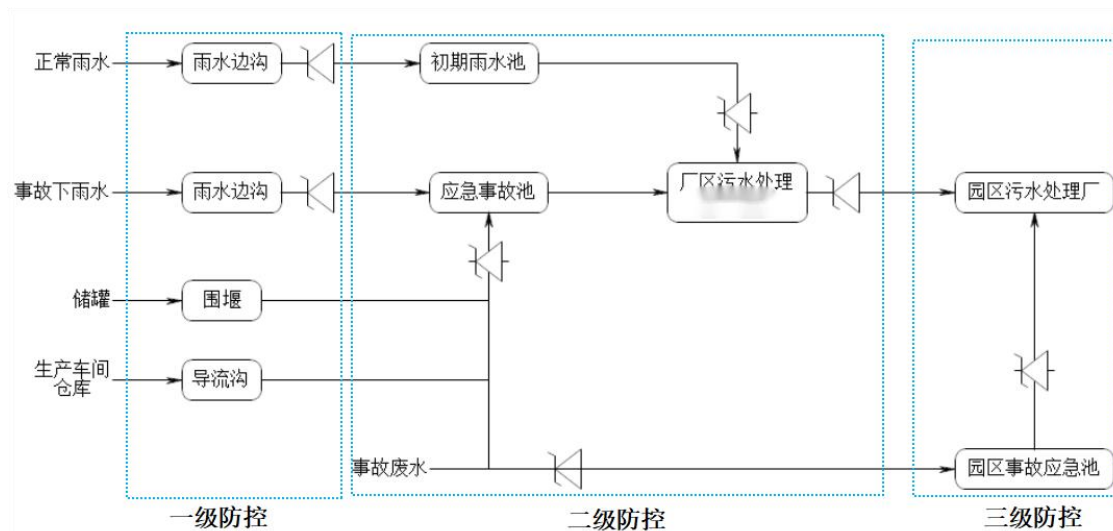 正常雨水
雨水边沟
初期雨水池
事故下雨水
雨水边沟
应急事故池
厂区污水处理
园区污水处理厂
储罐
围堰
生产车间
仓库
导流沟
事故废水
园区事故应急池
一级防控
二级防控
三级防控